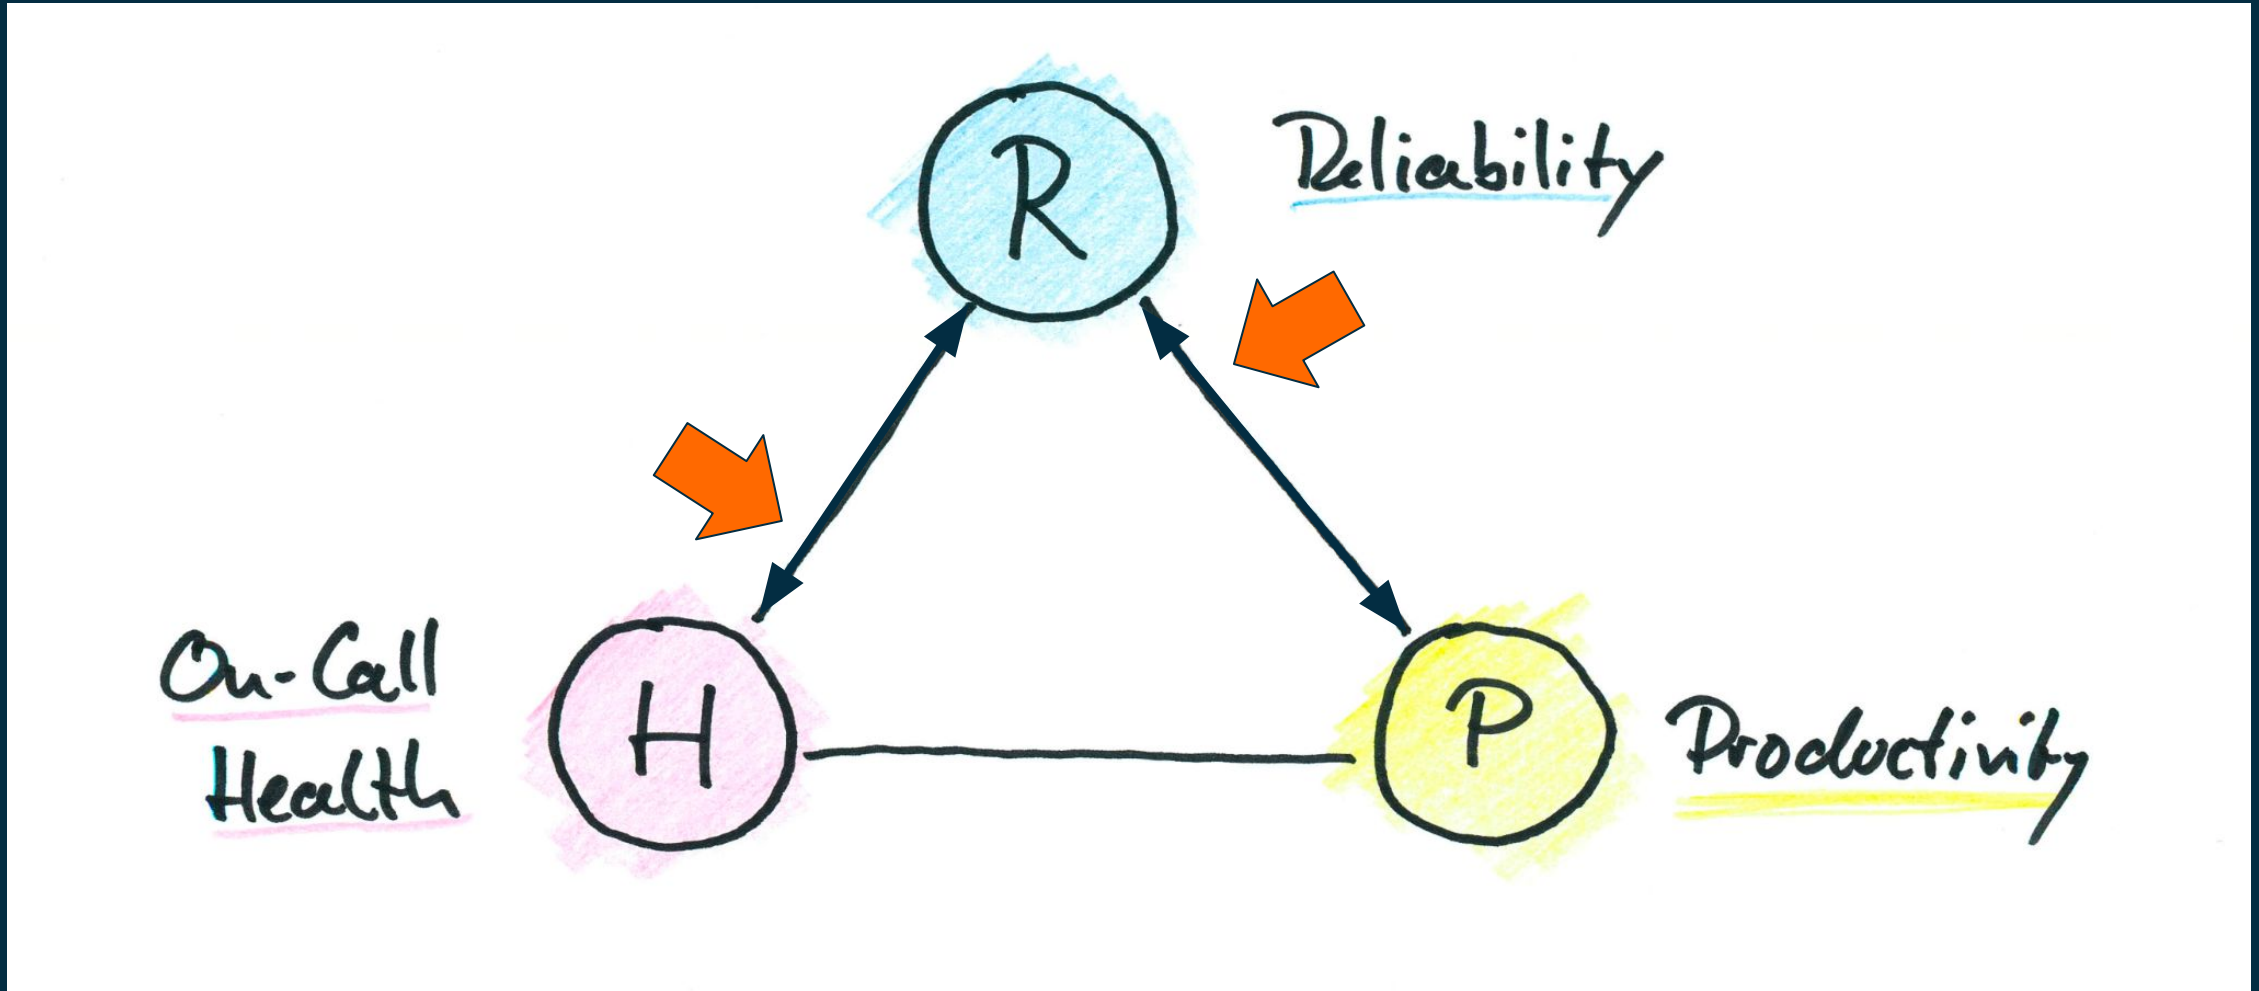 R
Reliability
On-Call
Health
H
P
Productivity